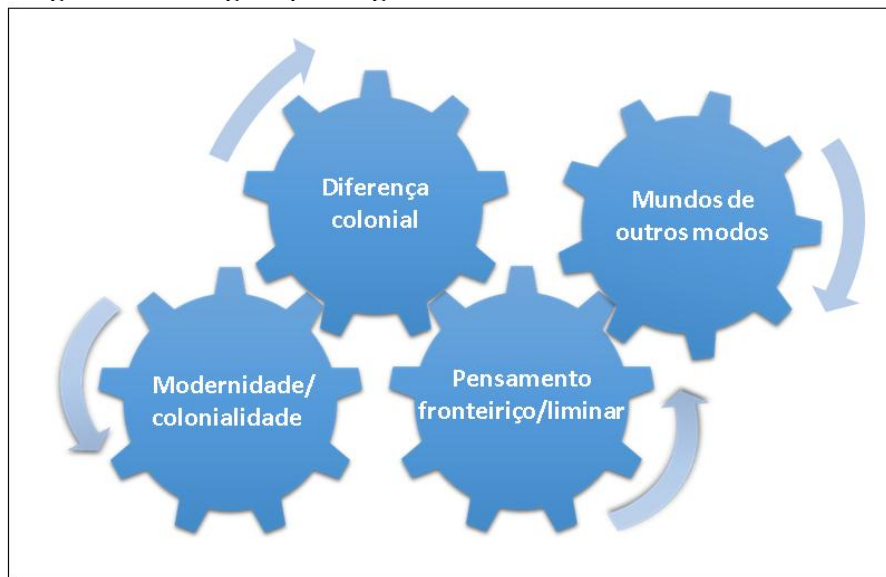 Diferença
colonial
Mundos de
outros modos
Modernidade/
colonialidade
Pensamento
fronteiriço/liminar